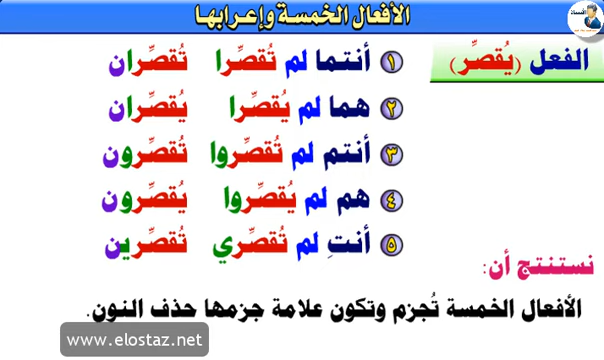 الأفعال الخمسة وإعرابها
الفعل (يُقصِّر)
١ أنتما لم تُقصِّرا تُقصِّران
٢ هما لم يُقصِّرا يُقصِّران
٣ أنتم لم تُقصِّروا تُقصِّرون
٤ هم لم يُقصِّروا يُقصِّرون
٥ أنتِ لم تُقصِّري تُقصِّرين
نستنتج أن:
الأفعال الخمسة تُجزم وتكون علامة جزمها حذف النون.
www.elostaz.net